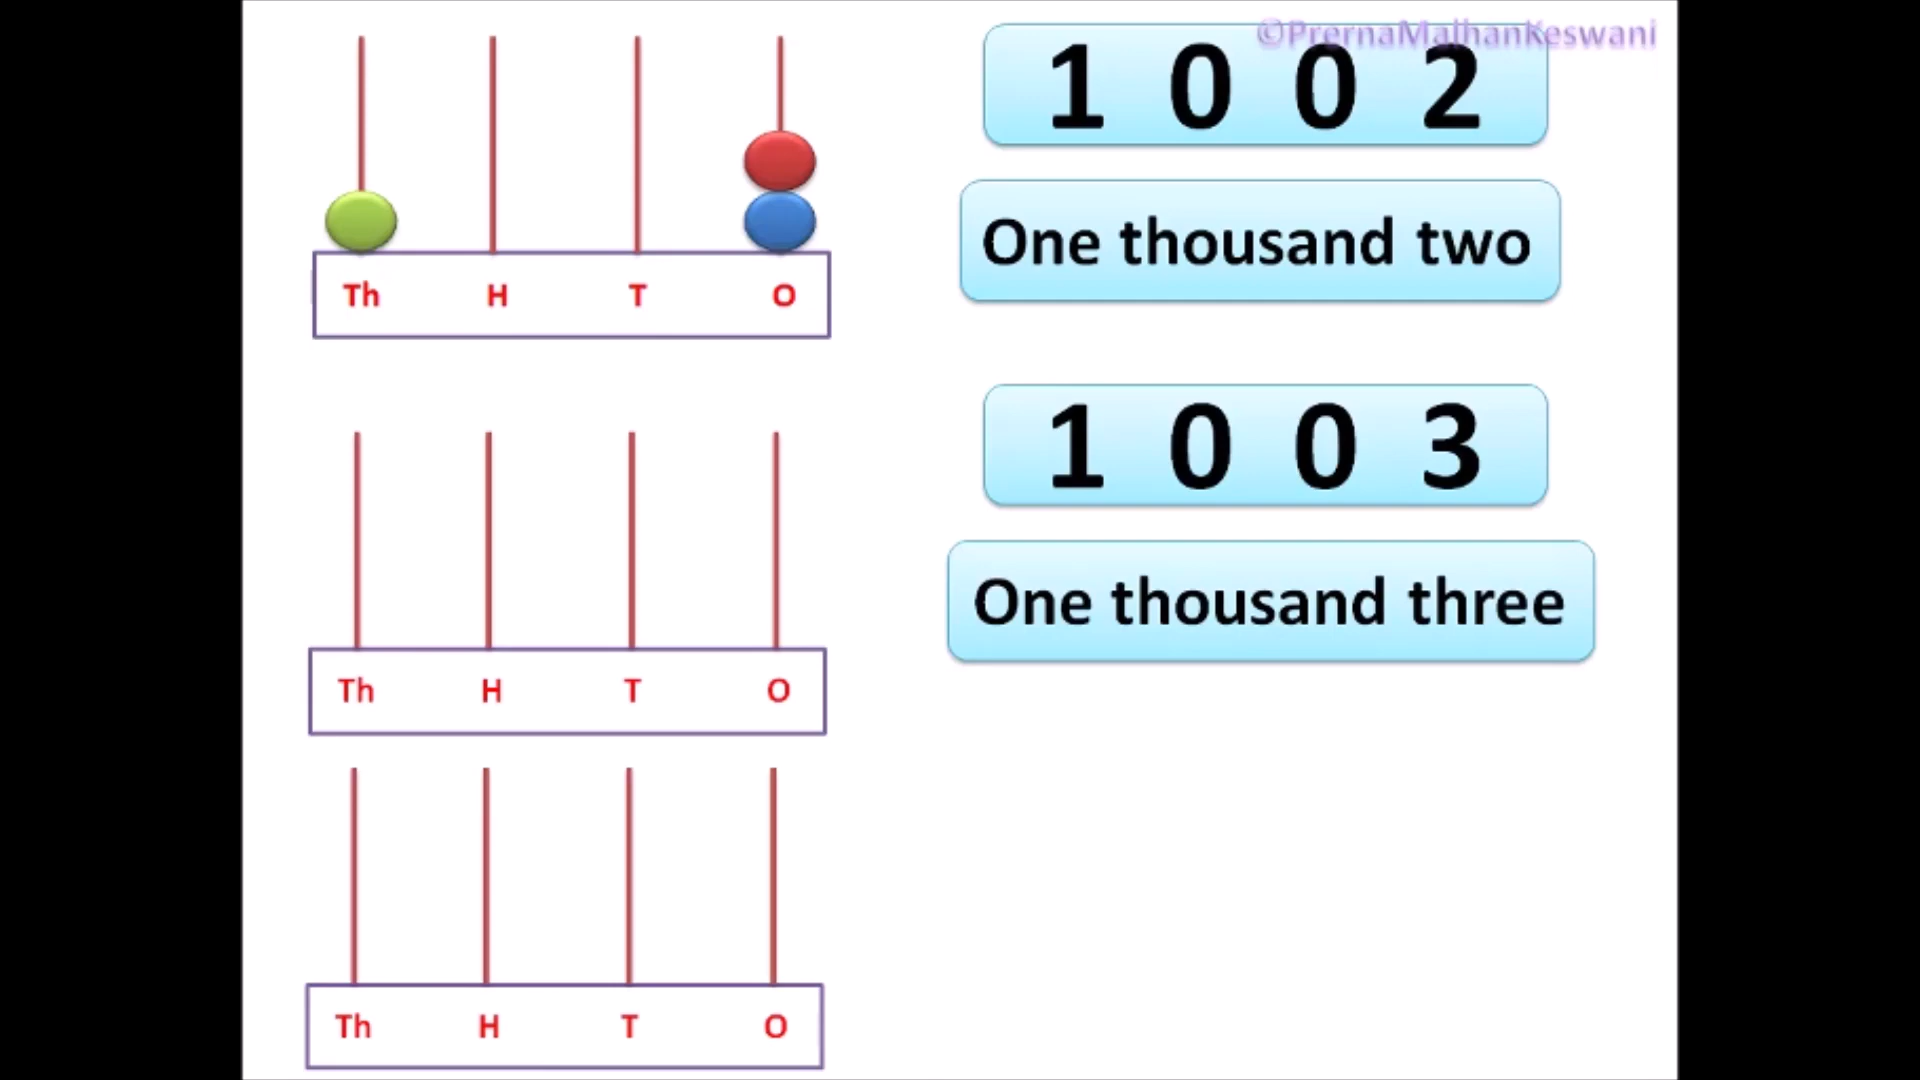 ©PrernaMalhanKeswani
1 0 0 2
One thousand two
Th H T O
1 0 0 3
One thousand three
Th H T O
Th H T O